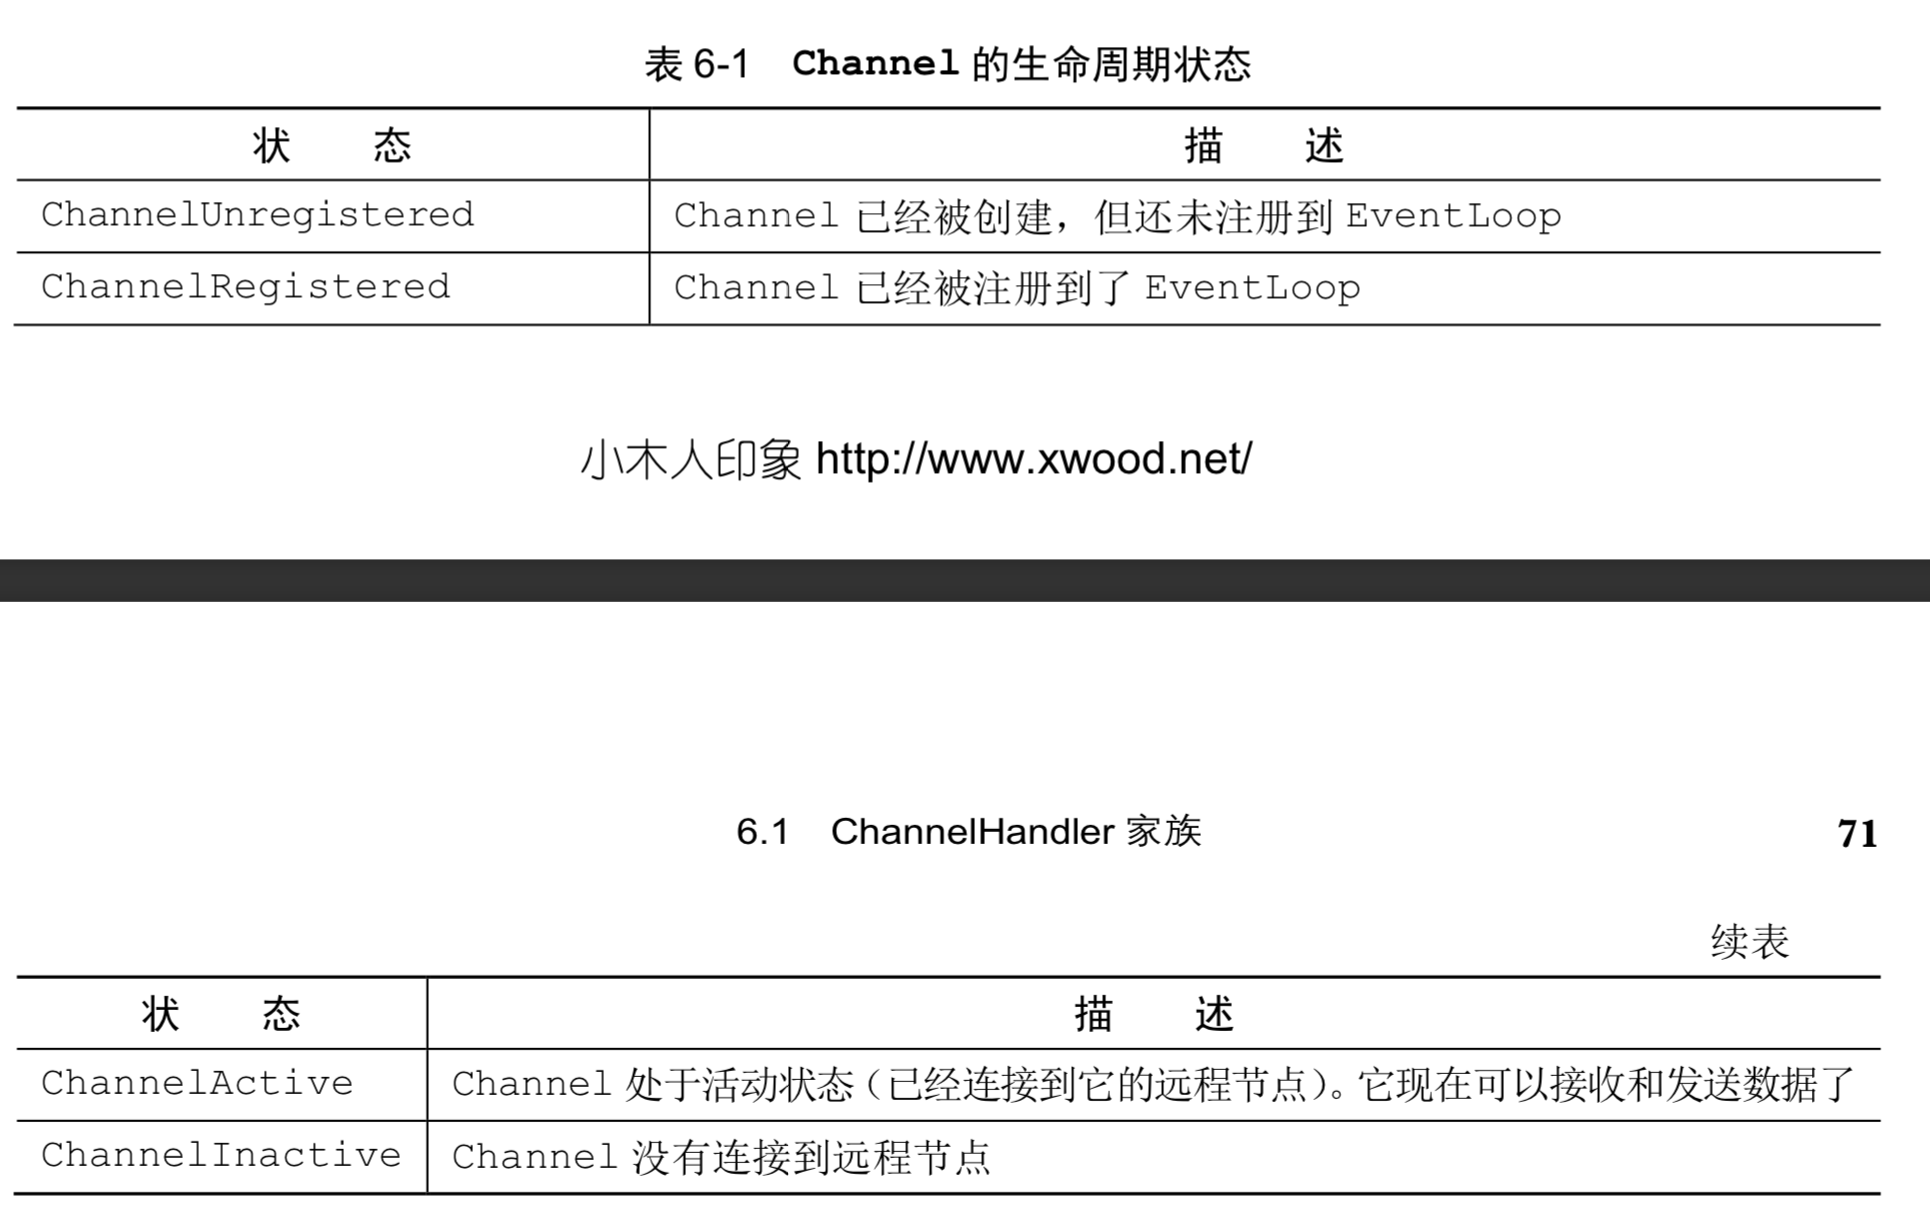 表 6-1 Channel 的生命周期状态
状 态 描 述
ChannelUnregistered Channel 已经被创建，但还未注册到 EventLoop
ChannelRegistered Channel 已经被注册到了 EventLoop
小木人印象 http://www.xwood.net/
6.1 ChannelHandler 家族 71
续表
状 态 描 述
ChannelActive Channel 处于活动状态（已经连接到它的远程节点）。它现在可以接收和发送数据了
ChannelInactive Channel 没有连接到远程节点